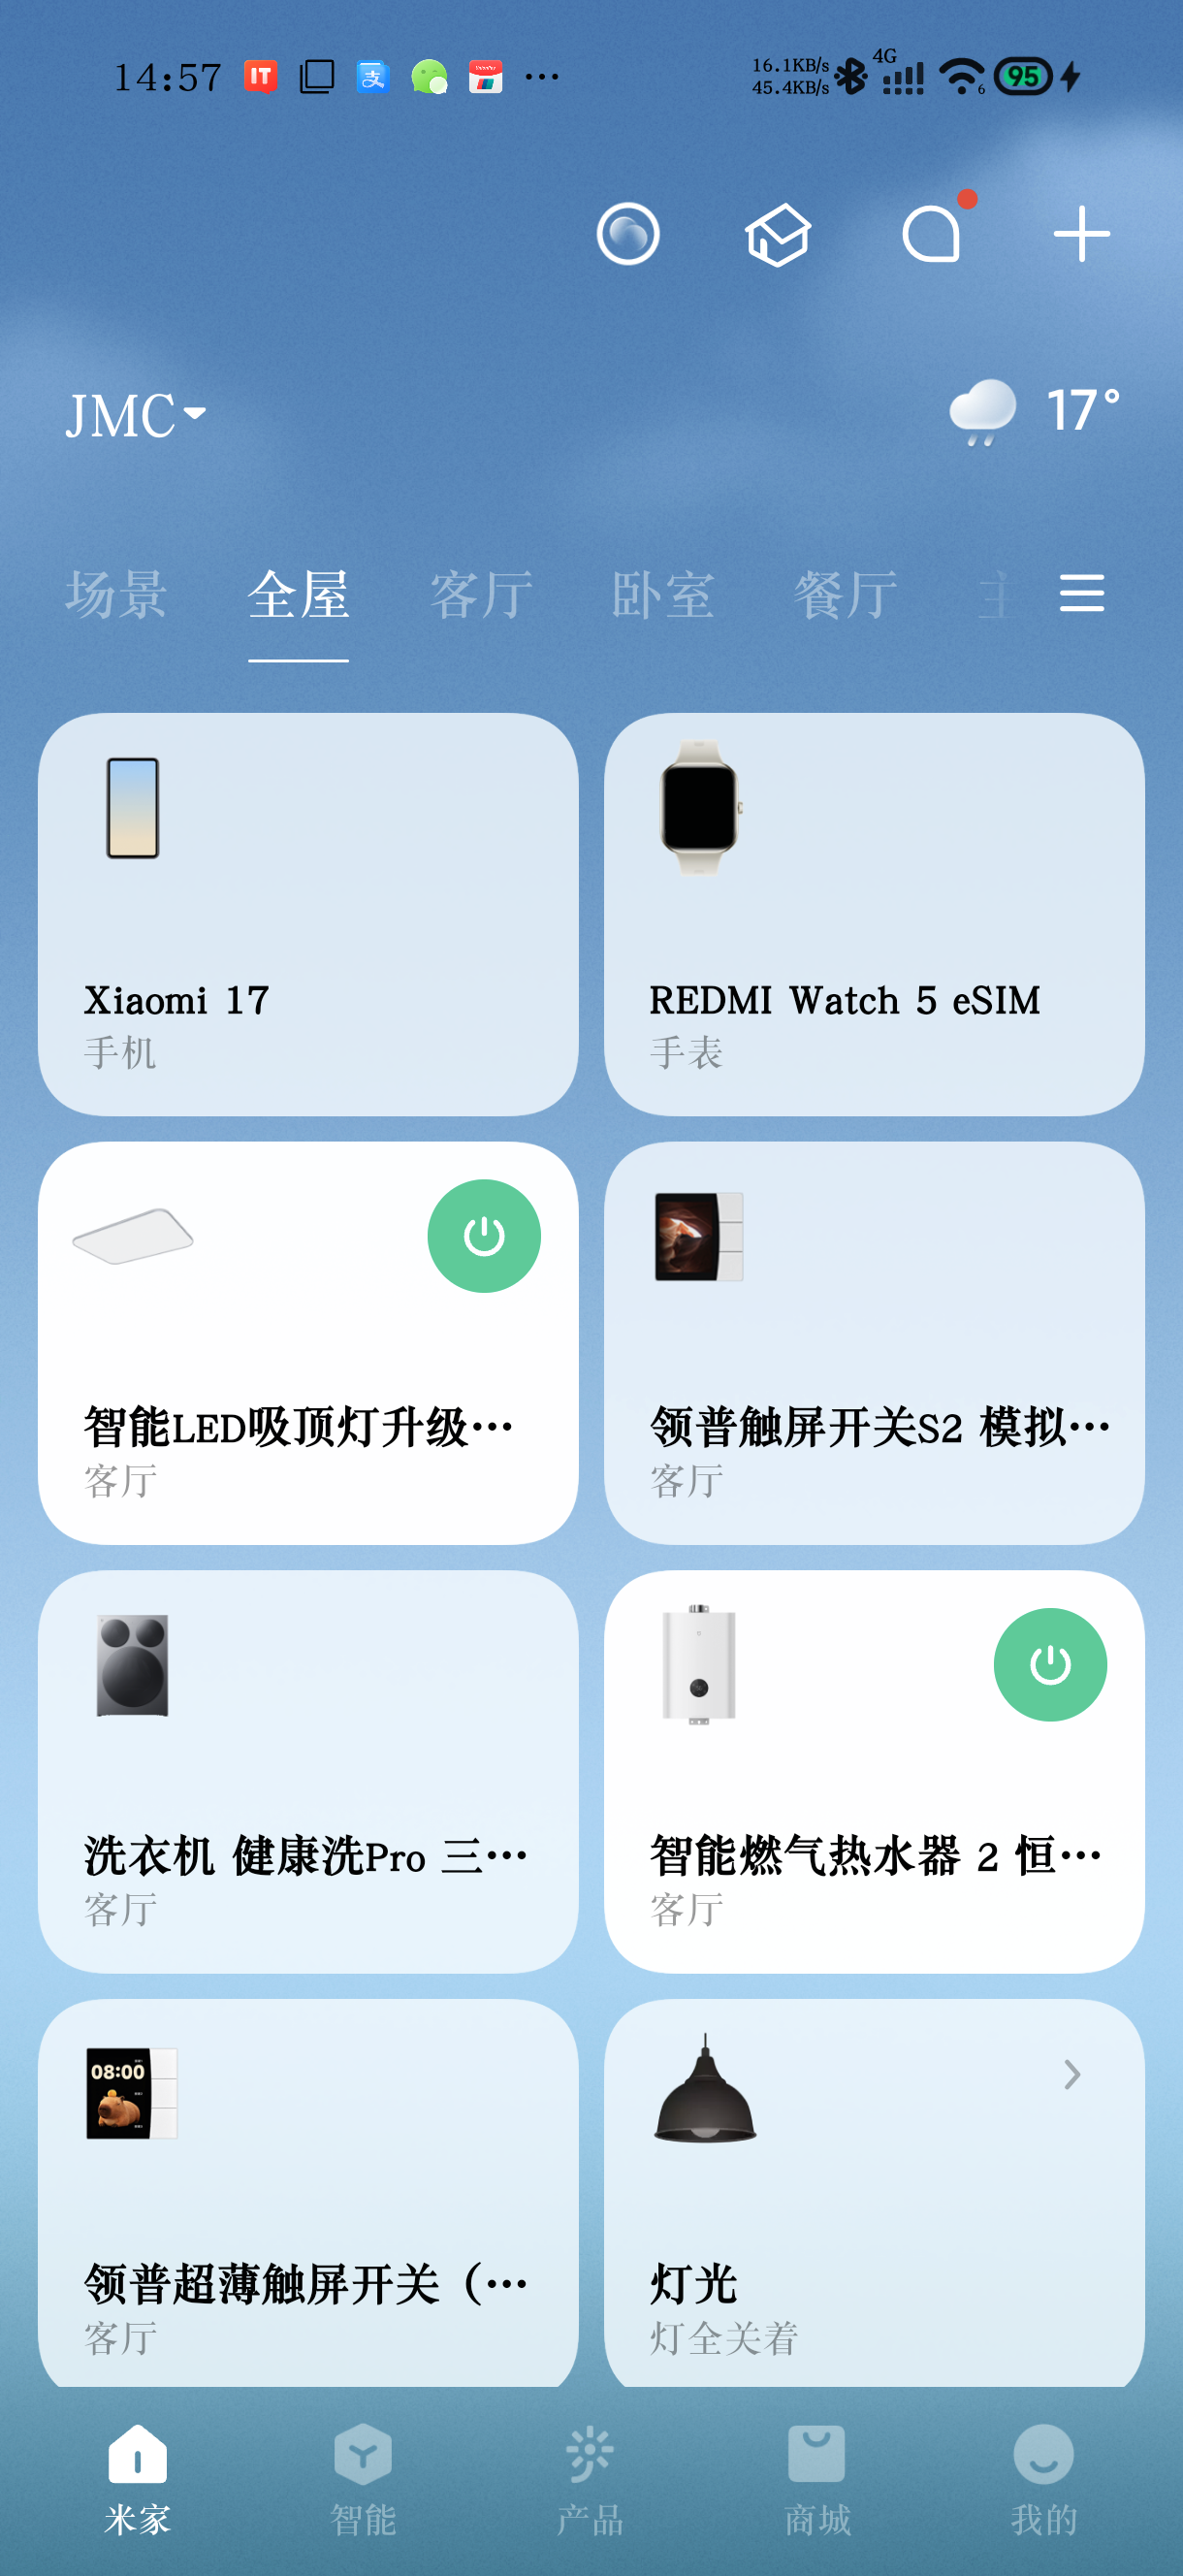 14:57
16.1KB/s
45.4KB/s
4G
6
95
JMC
17°
场景 全屋 客厅 卧室 餐厅
Xiaomi 17
手机
REDMI Watch 5 eSIM
手表
智能LED吸顶灯升级…
客厅
领普触屏开关S2 模拟…
客厅
洗衣机 健康洗Pro 三…
客厅
智能燃气热水器 2 恒…
客厅
08:00
领普超薄触屏开关（…
客厅
灯光
灯全关着
米家 智能 产品 商城 我的